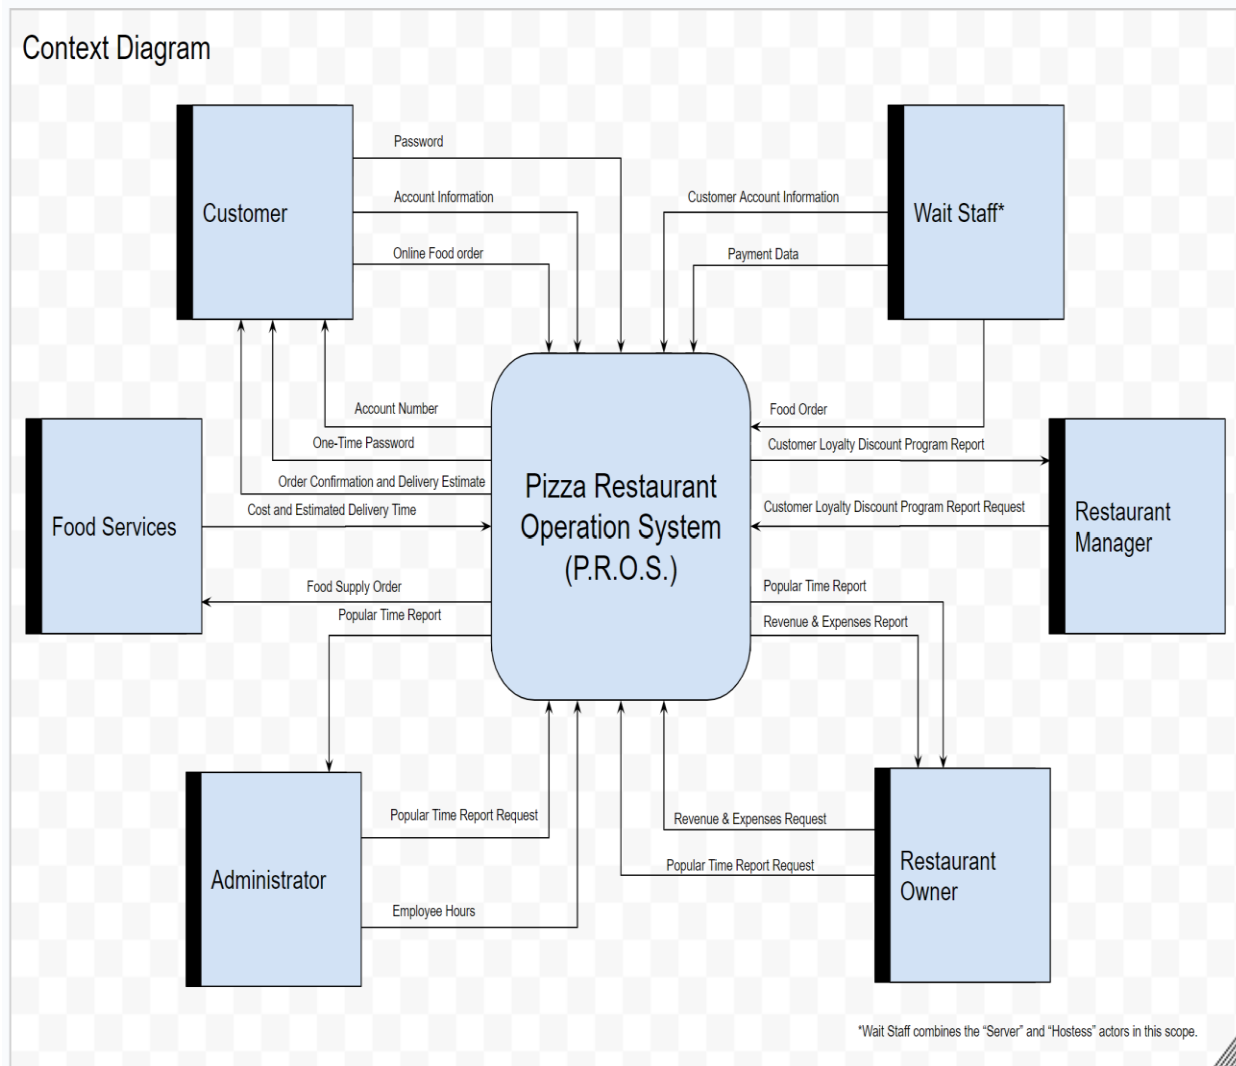 Context Diagram
Customer
Password
Account Information
Online Food order
Customer Account Information
Payment Data
Wait Staff*
Account Number
One-Time Password
Order Confirmation and Delivery Estimate
Cost and Estimated Delivery Time
Food Services
Food Supply Order
Popular Time Report
Pizza Restaurant
Operation System
(P.R.O.S.)
Food Order
Customer Loyalty Discount Program Report
Customer Loyalty Discount Program Report Request
Restaurant
Manager
Popular Time Report
Revenue & Expenses Report
Administrator
Popular Time Report Request
Employee Hours
Revenue & Expenses Request
Popular Time Report Request
Restaurant
Owner
*Wait Staff combines the “Server” and “Hostess” actors in this scope.